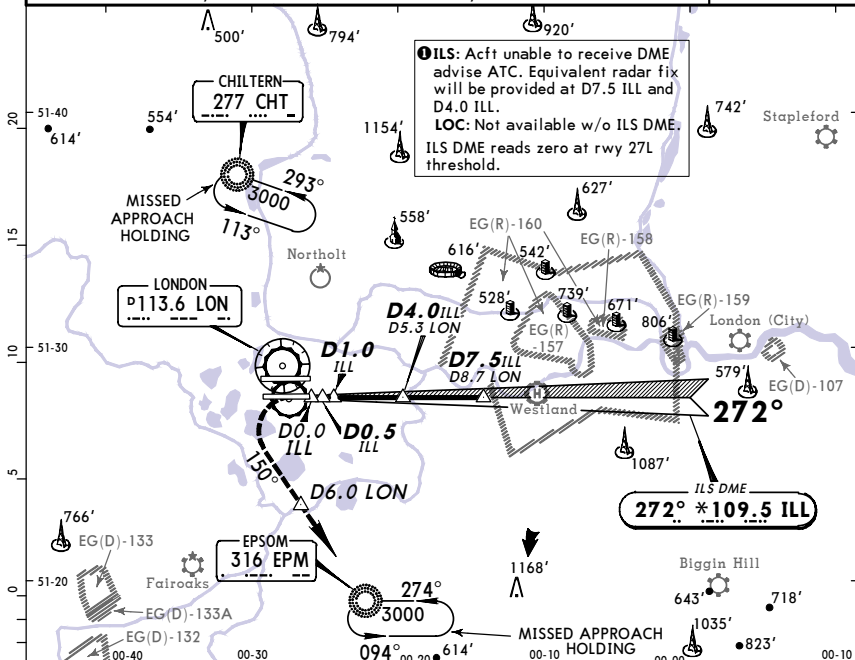 500’
794’
920’
❶ILS: Acft unable to receive DME
advise ATC. Equivalent radar fix
will be provided at D7.5 ILL and
D4.0 ILL.
LOC: Not available w/o ILS DME.
ILS DME reads zero at rwy 27L
threshold.
CHILTERN
277 CHT
51-40
20
614’
554’
1154’
742’
Stapleford
293°
3000
113°
MISSED
APPROACH
HOLDING
627’
558’
15
Northolt
616’
EG(R)-160
542’
EG(R)-158
LONDON
D113.6 LON
D4.0 ILL
D5.3 LON
528’
739’
671’
806’
EG(R)-159
London (City)
EG(R)
-157
51-30
10
D1.0
ILL
D7.5 ILL
D8.7 LON
579’
EG(D)-107
H
Westland
272°
D0.0
ILL
D0.5
ILL
150°
1087’
5
D6.0 LON
ILS DME
272° *109.5 ILL
766’
EG(D)-133
EPSOM
316 EPM
51-20
0
Fairoaks
EG(D)-133A
EG(D)-132
274°
3000
094°
1168’
Biggin Hill
643’
718’
MISSED APPROACH
HOLDING
1035’
823’
614’
00-40
00-30
00-20
00-10
00-00
00-10